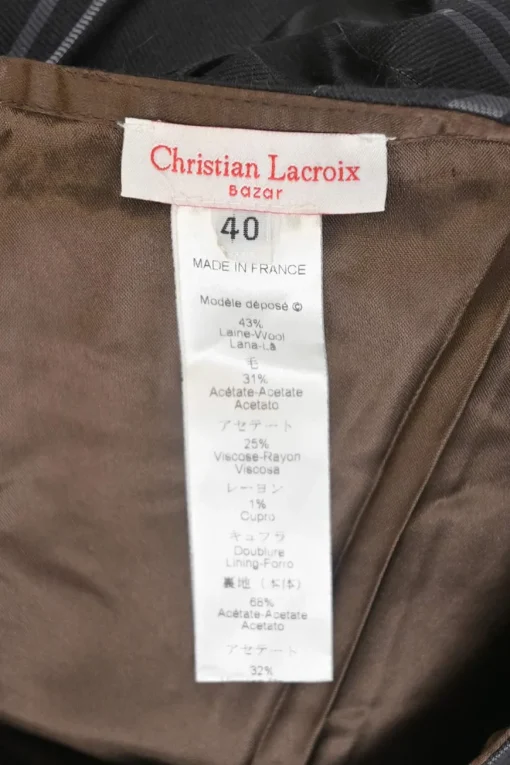 Christian Lacroix
Bazar
40
MADE IN FRANCE
Modèle déposé ©
43%
Laine-Wool
Lana-Lã
毛
31%
Acétate-Acetate
Acetato
アセテート
25%
Viscose-Rayon
Viscosa
レーヨン
1%
Cupro
キュプラ
Doublure
Lining-Forro
裏地 (本体)
68%
Acétate-Acetate
Acetato
アセテート
32%